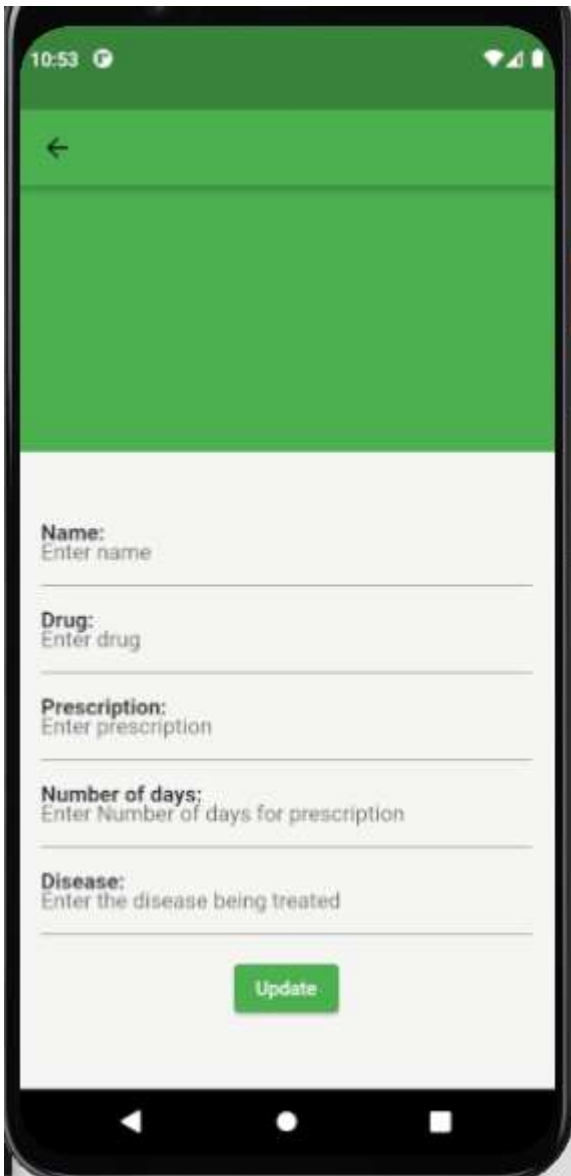 10:53
Name:
Enter name
Drug:
Enter drug
Prescription:
Enter prescription
Number of days:
Enter Number of days for prescription
Disease:
Enter the disease being treated
Update